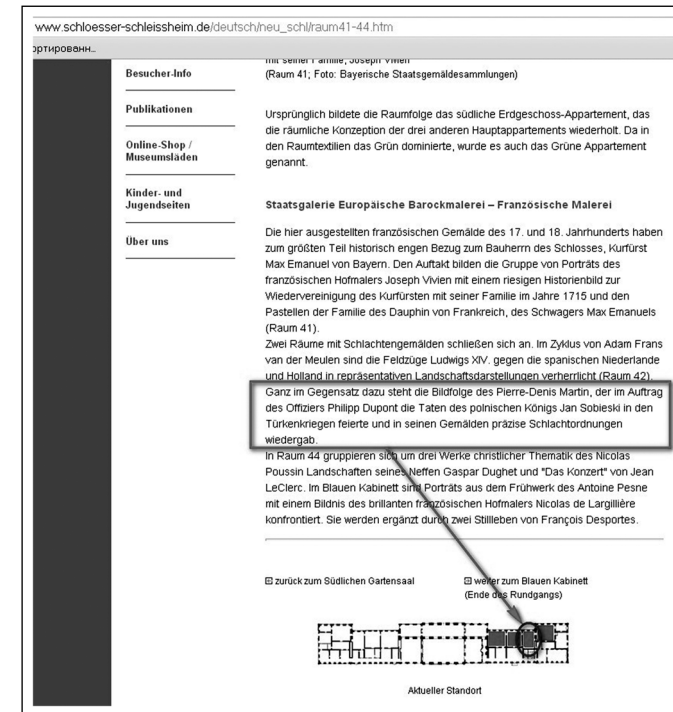 www.schloesser-schleissheim.de/deutsch/neu_schl/raum41-44.htm
ортированн...
Besucher-Info
Publikationen
Online-Shop /
Museumsläden
Kinder- und
Jugendseiten
Über uns
mit seiner Familie, Joseph Vivien
(Raum 41; Foto: Bayerische Staatsgemäldesammlungen)
Ursprünglich bildete die Raumfolge das südliche Erdgeschoss-Appartement, das
die räumliche Konzeption der drei anderen Hauptappartements wiederholt. Da in
den Raumtextilien das Grün dominierte, wurde es auch das Grüne Appartement
genannt.
Staatsgalerie Europäische Barockmalerei – Französische Malerei
Die hier ausgestellten französischen Gemälde des 17. und 18. Jahrhunderts haben
zum größten Teil historisch engen Bezug zum Bauherrn des Schlosses, Kurfürst
Max Emanuel von Bayern. Den Auftakt bilden die Gruppe von Porträts des
französischen Hofmalers Joseph Vivien mit einem riesigen Historienbild zur
Wiedervereinigung des Kurfürsten mit seiner Familie im Jahre 1715 und den
Pastellen der Familie des Dauphin von Frankreich, des Schwagers Max Emanuels
(Raum 41).
Zwei Räume mit Schlachtengemälden schließen sich an. Im Zyklus von Adam Frans
van der Meulen sind die Feldzüge Ludwigs XIV. gegen die spanischen Niederlande
und Holland in repräsentativen Landschaftsdarstellungen verherrlicht (Raum 42).
Ganz im Gegensatz dazu steht die Bildfolge des Pierre-Denis Martin, der im Auftrag
des Offiziers Philipp Dupont die Taten des polnischen Königs Jan Sobieski in den
Türkenkriegen feierte und in seinen Gemälden präzise Schlachtordnungen
wiedergab.
In Raum 44 gruppieren sich um drei Werke christlicher Thematik des Nicolas
Poussin Landschaften seines Neffen Gaspar Dughet und "Das Konzert" von Jean
LeClerc. Im Blauen Kabinett sind Porträts aus dem Frühwerk des Antoine Pesne
mit einem Bildnis des brillanten französischen Hofmalers Nicolas de Largillière
konfrontiert. Sie werden ergänzt durch zwei Stillleben von François Desportes.
zurück zum Südlichen Gartensaal
weiter zum Blauen Kabinett
(Ende des Rundgangs)
Aktueller Standort